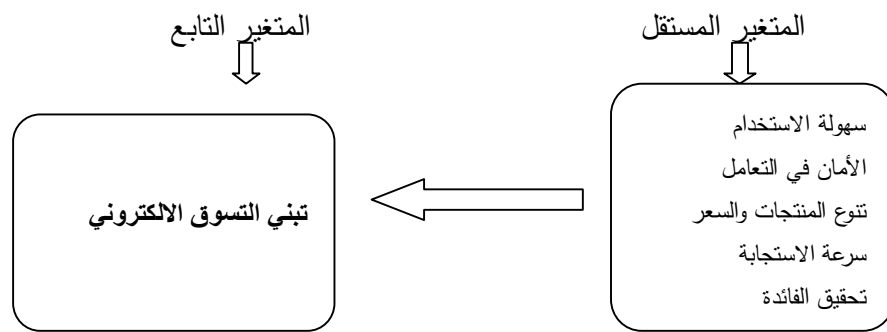 المتغير المستقل
المتغير التابع
سهولة الاستخدام
الأمان في التعامل
تنوع المنتجات والسعر
سرعة الاستجابة
تحقيق الفائدة
تبني التسوق الالكتروني